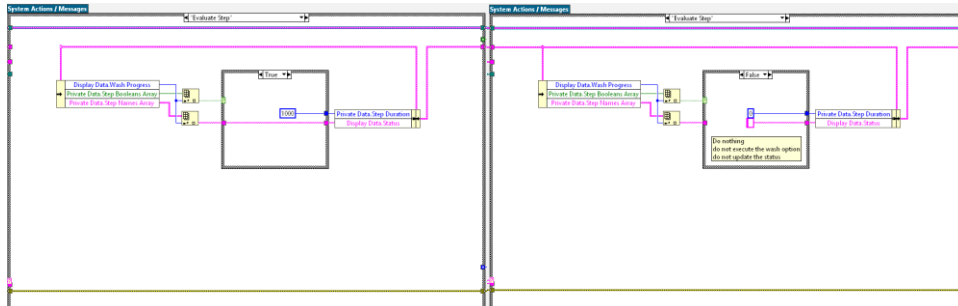 System Actions / Messages
"Evaluate Step"
Display Data.Wash Progress
Private Data.Step Booleans Array
Private Data.Step Names Array
True
1000
Private Data.Step Duration
Display Data.Status
System Actions / Messages
"Evaluate Step"
Display Data.Wash Progress
Private Data.Step Booleans Array
Private Data.Step Names Array
False
Private Data.Step Duration
Display Data.Status
Do nothing
do not execute the wash option
do not update the status